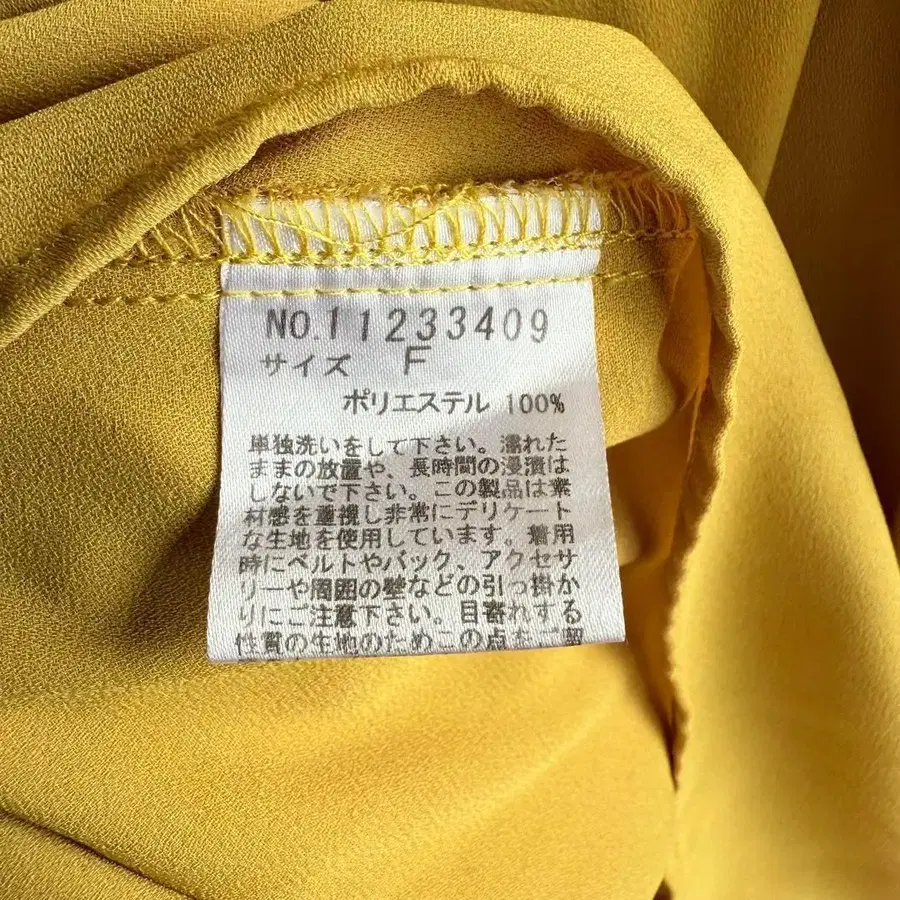 NO.11233409
サイズ F
ポリエステル 100%
単独洗いをして下さい。濡れた
ままの放置や、長時間の浸漬は
しないで下さい。この製品は素
材感を重視し非常にデリケート
な生地を使用しています。着用
時にベルトやバック、アクセサ
リーや周囲の壁などの引っ掛か
りにご注意下さい。目寄れする
性質の生地のためこの点をご留